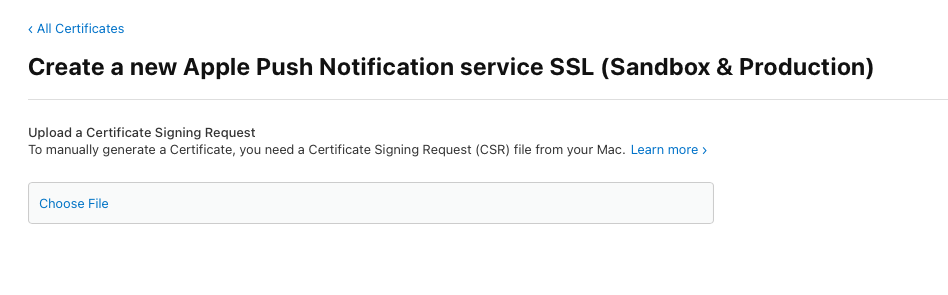 ‹ All Certificates
Create a new Apple Push Notification service SSL (Sandbox & Production)
Upload a Certificate Signing Request
To manually generate a Certificate, you need a Certificate Signing Request (CSR) file from your Mac. Learn more ›
Choose File